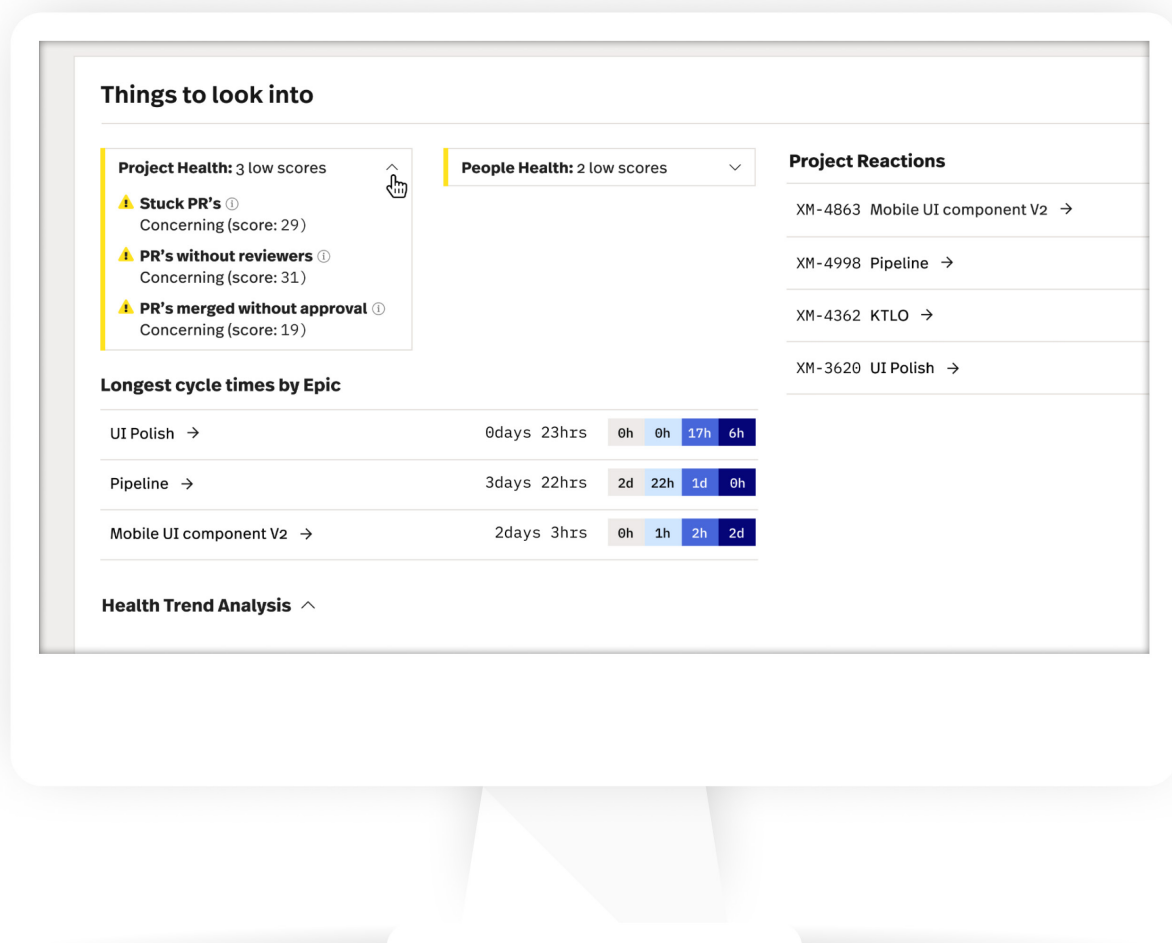 Things to look into
Project Health: 3 low scores
Stuck PR’s
Concerning (score: 29)
PR’s without reviewers
Concerning (score: 31)
PR’s merged without approval
Concerning (score: 19)
People Health: 2 low scores
Project Reactions
XM-4863 Mobile UI component V2 →
XM-4998 Pipeline →
XM-4362 KTLO →
XM-3620 UI Polish →
Longest cycle times by Epic
UI Polish → 0days 23hrs 0h 0h 17h 6h
Pipeline → 3days 22hrs 2d 22h 1d 0h
Mobile UI component V2 → 2days 3hrs 0h 1h 2h 2d
Health Trend Analysis